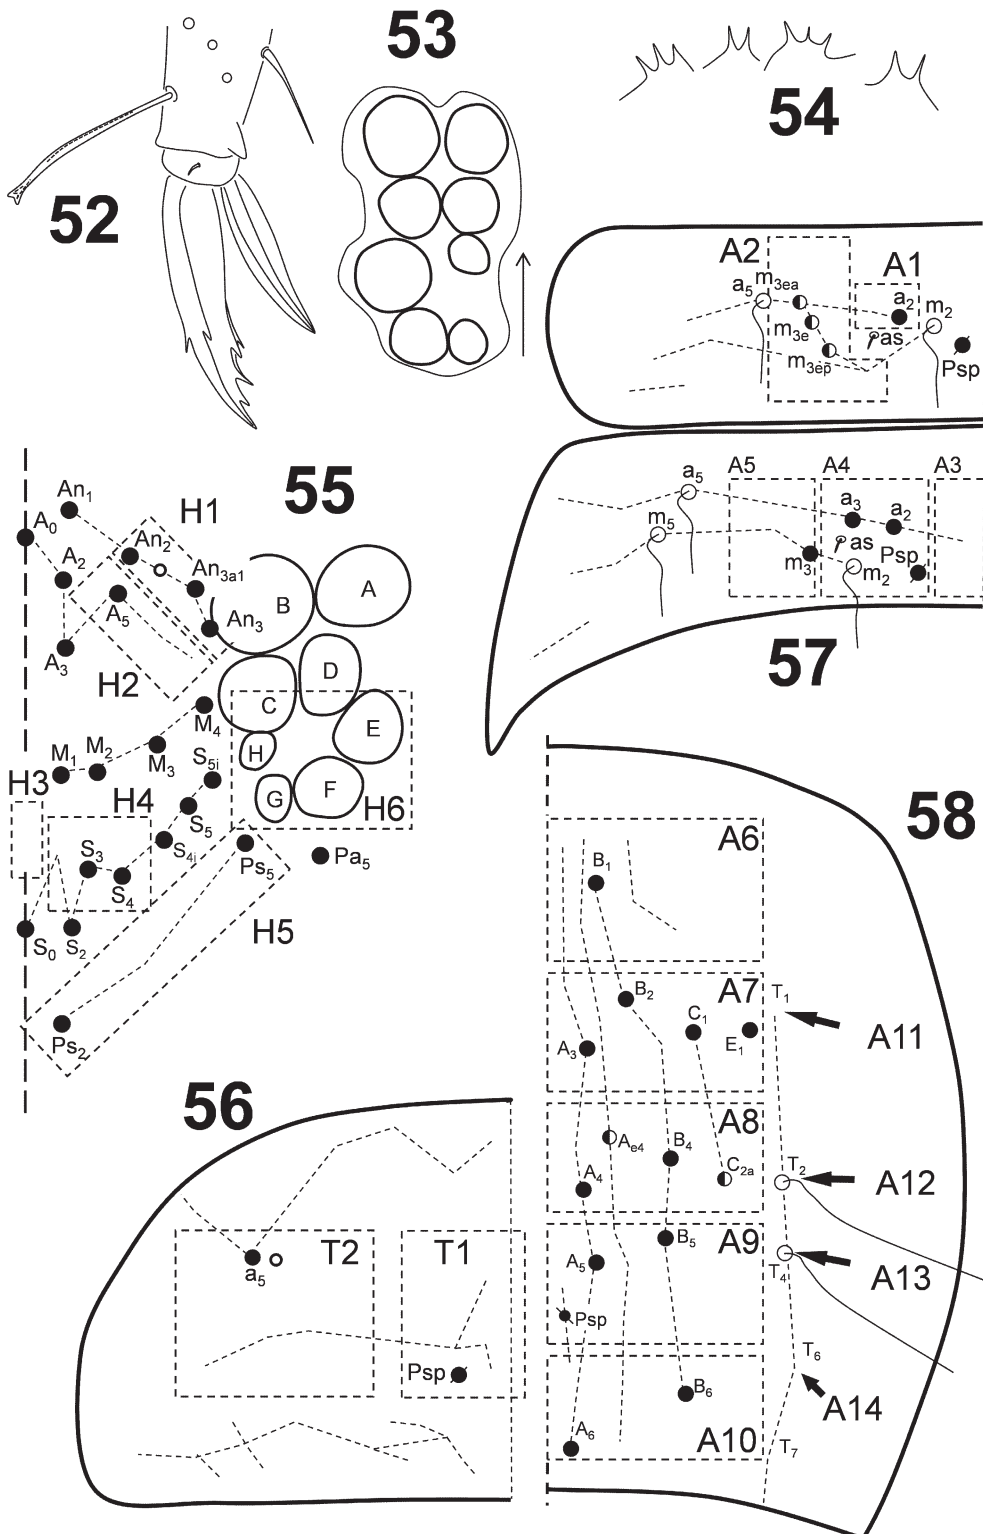 53
54
52
A2
A1
a5
m3ea
a2
m2
m3e
as
m3ep
Psp
55
An1
H1
A0
An2
A2
An3a1
A5
An3
A3
H2
B
A
D
C
E
H
F
G
H6
M4
M1
M2
M3
S5i
H3
H4
S5
S3
S4i
S4
Ps5
Pa5
S0
S2
H5
Ps2
A5
A4
A3
a5
a3
a2
m5
as
Psp
m3
m2
57
58
A6
B1
A7
B2
C1
E1
A3
T1
A11
A8
Ae4
B4
C2a
A4
T2
A12
A9
B5
A5
T4
A13
Psp
T6
B6
A14
A6
A10
T7
56
T2
T1
a5
Psp